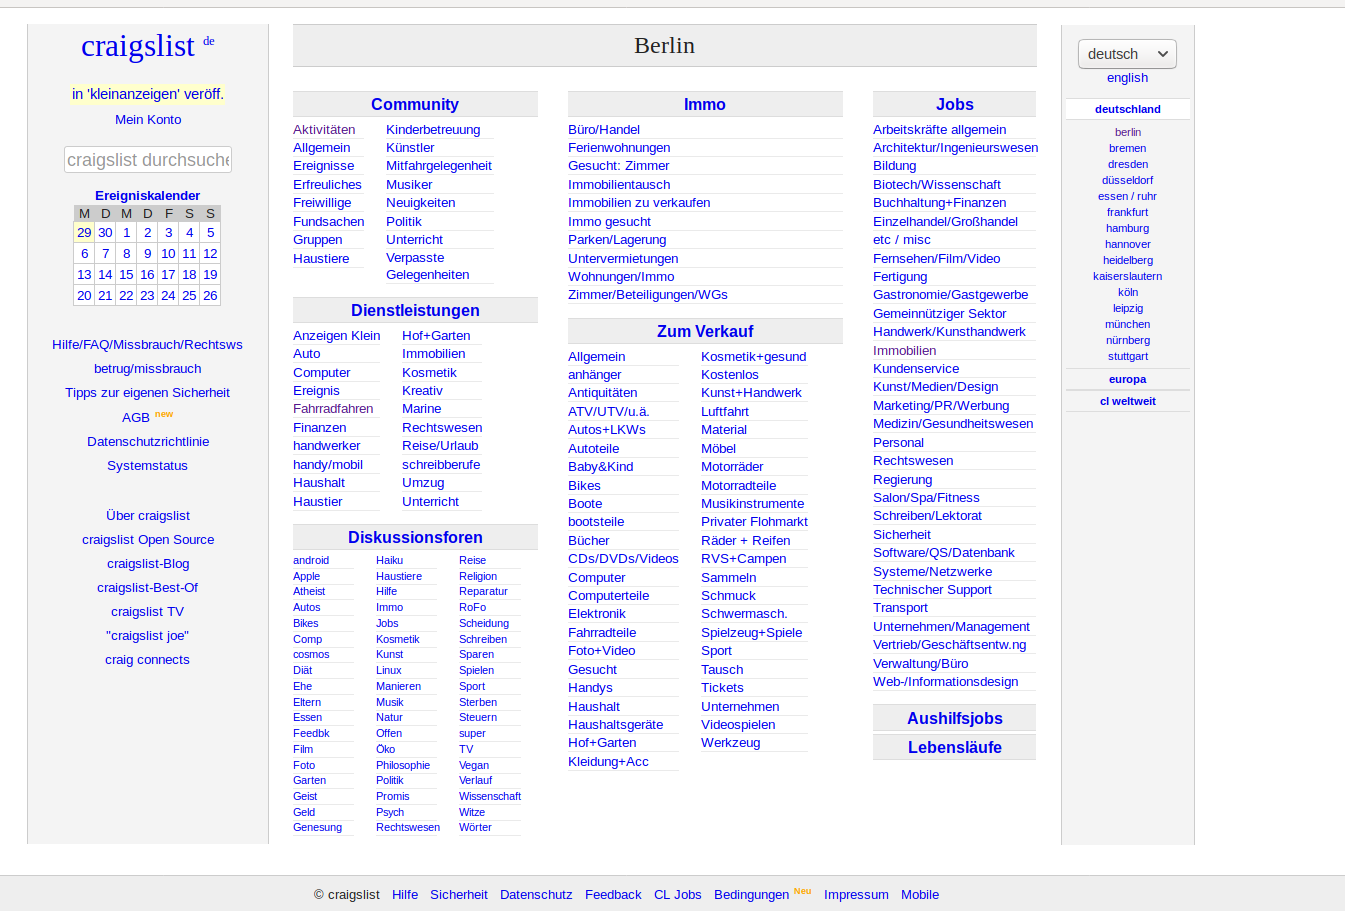 craigslist de
in 'kleinanzeigen' veröff.
Mein Konto
craigslist durchsuche
Ereigniskalender
M D M D F S S
29 30 1 2 3 4 5
6 7 8 9 10 11 12
13 14 15 16 17 18 19
20 21 22 23 24 25 26
Hilfe/FAQ/Missbrauch/Rechtsws
betrug/missbrauch
Tipps zur eigenen Sicherheit
AGB new
Datenschutzrichtlinie
Systemstatus
Über craigslist
craigslist Open Source
craigslist-Blog
craigslist-Best-Of
craigslist TV
"craigslist joe"
craig connects
Berlin
Community
Aktivitäten
Allgemein
Ereignisse
Erfreuliches
Freiwillige
Fundsachen
Gruppen
Haustiere
Kinderbetreuung
Künstler
Mitfahrgelegenheit
Musiker
Neuigkeiten
Politik
Unterricht
Verpasste
Gelegenheiten
Dienstleistungen
Anzeigen Klein
Auto
Computer
Ereignis
Fahrradfahren
Finanzen
handwerker
handy/mobil
Haushalt
Haustier
Hof+Garten
Immobilien
Kosmetik
Kreativ
Marine
Rechtswesen
Reise/Urlaub
schreibberufe
Umzug
Unterricht
Diskussionsforen
android
Apple
Atheist
Autos
Bikes
Comp
cosmos
Diät
Ehe
Eltern
Essen
Feedbk
Film
Foto
Garten
Geist
Geld
Genesung
Haiku
Haustiere
Hilfe
Immo
Jobs
Kosmetik
Kunst
Linux
Manieren
Musik
Natur
Offen
Öko
Philosophie
Politik
Promis
Psych
Rechtswesen
Reise
Religion
Reparatur
RoFo
Scheidung
Schreiben
Sparen
Spielen
Sport
Sterben
Steuern
super
TV
Vegan
Verlauf
Wissenschaft
Witze
Wörter
Immo
Büro/Handel
Ferienwohnungen
Gesucht: Zimmer
Immobilientausch
Immobilien zu verkaufen
Immo gesucht
Parken/Lagerung
Untervermietungen
Wohnungen/Immo
Zimmer/Beteiligungen/WGs
Zum Verkauf
Allgemein
anhänger
Antiquitäten
ATV/UTV/u.ä.
Autos+LKWs
Autoteile
Baby&Kind
Bikes
Boote
bootsteile
Bücher
CDs/DVDs/Videos
Computer
Computerteile
Elektronik
Fahrradteile
Foto+Video
Gesucht
Handys
Haushalt
Haushaltsgeräte
Hof+Garten
Kleidung+Acc
Kosmetik+gesund
Kostenlos
Kunst+Handwerk
Luftfahrt
Material
Möbel
Motorräder
Motorradteile
Musikinstrumente
Privater Flohmarkt
Räder + Reifen
RVS+Campen
Sammeln
Schmuck
Schwermasch.
Spielzeug+Spiele
Sport
Tausch
Tickets
Unternehmen
Videospielen
Werkzeug
Jobs
Arbeitskräfte allgemein
Architektur/Ingenieurswesen
Bildung
Biotech/Wissenschaft
Buchhaltung+Finanzen
Einzelhandel/Großhandel
etc / misc
Fernsehen/Film/Video
Fertigung
Gastronomie/Gastgewerbe
Gemeinnütziger Sektor
Handwerk/Kunsthandwerk
Immobilien
Kundenservice
Kunst/Medien/Design
Marketing/PR/Werbung
Medizin/Gesundheitswesen
Personal
Rechtswesen
Regierung
Salon/Spa/Fitness
Schreiben/Lektorat
Sicherheit
Software/QS/Datenbank
Systeme/Netzwerke
Technischer Support
Transport
Unternehmen/Management
Vertrieb/Geschäftsentw.ng
Verwaltung/Büro
Web-/Informationsdesign
Aushilfsjobs
Lebensläufe
deutsch
english
deutschland
berlin
bremen
dresden
düsseldorf
essen / ruhr
frankfurt
hamburg
hannover
heidelberg
kaiserslautern
köln
leipzig
münchen
nürnberg
stuttgart
europa
cl weltweit
© craigslist Hilfe Sicherheit Datenschutz Feedback CL Jobs Bedingungen Neu Impressum Mobile